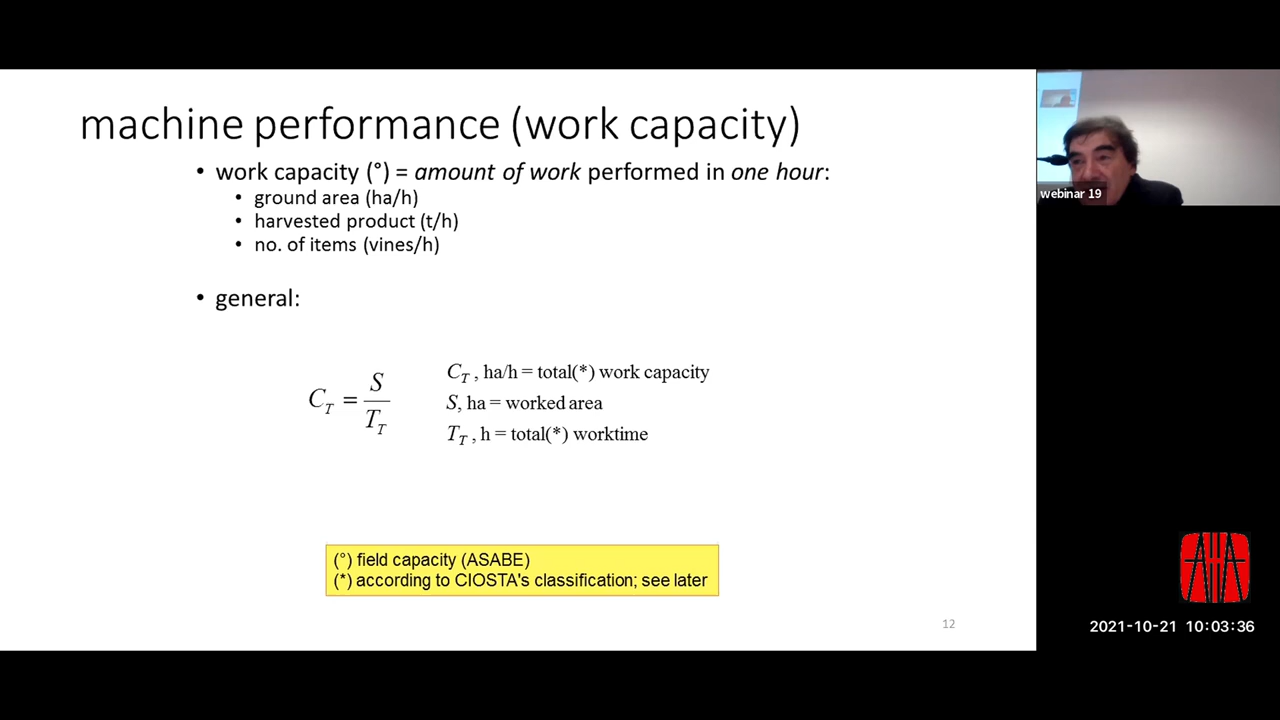 machine performance (work capacity)
• work capacity (°) = amount of work performed in one hour:
• ground area (ha/h)
• harvested product (t/h)
• no. of items (vines/h)
• general:
C_T = S / T_T
C_T , ha/h = total(*) work capacity
S, ha = worked area
T_T , h = total(*) worktime
(°) field capacity (ASABE)
(*) according to CIOSTA's classification; see later
12
webinar 19
2021-10-21 10:03:36